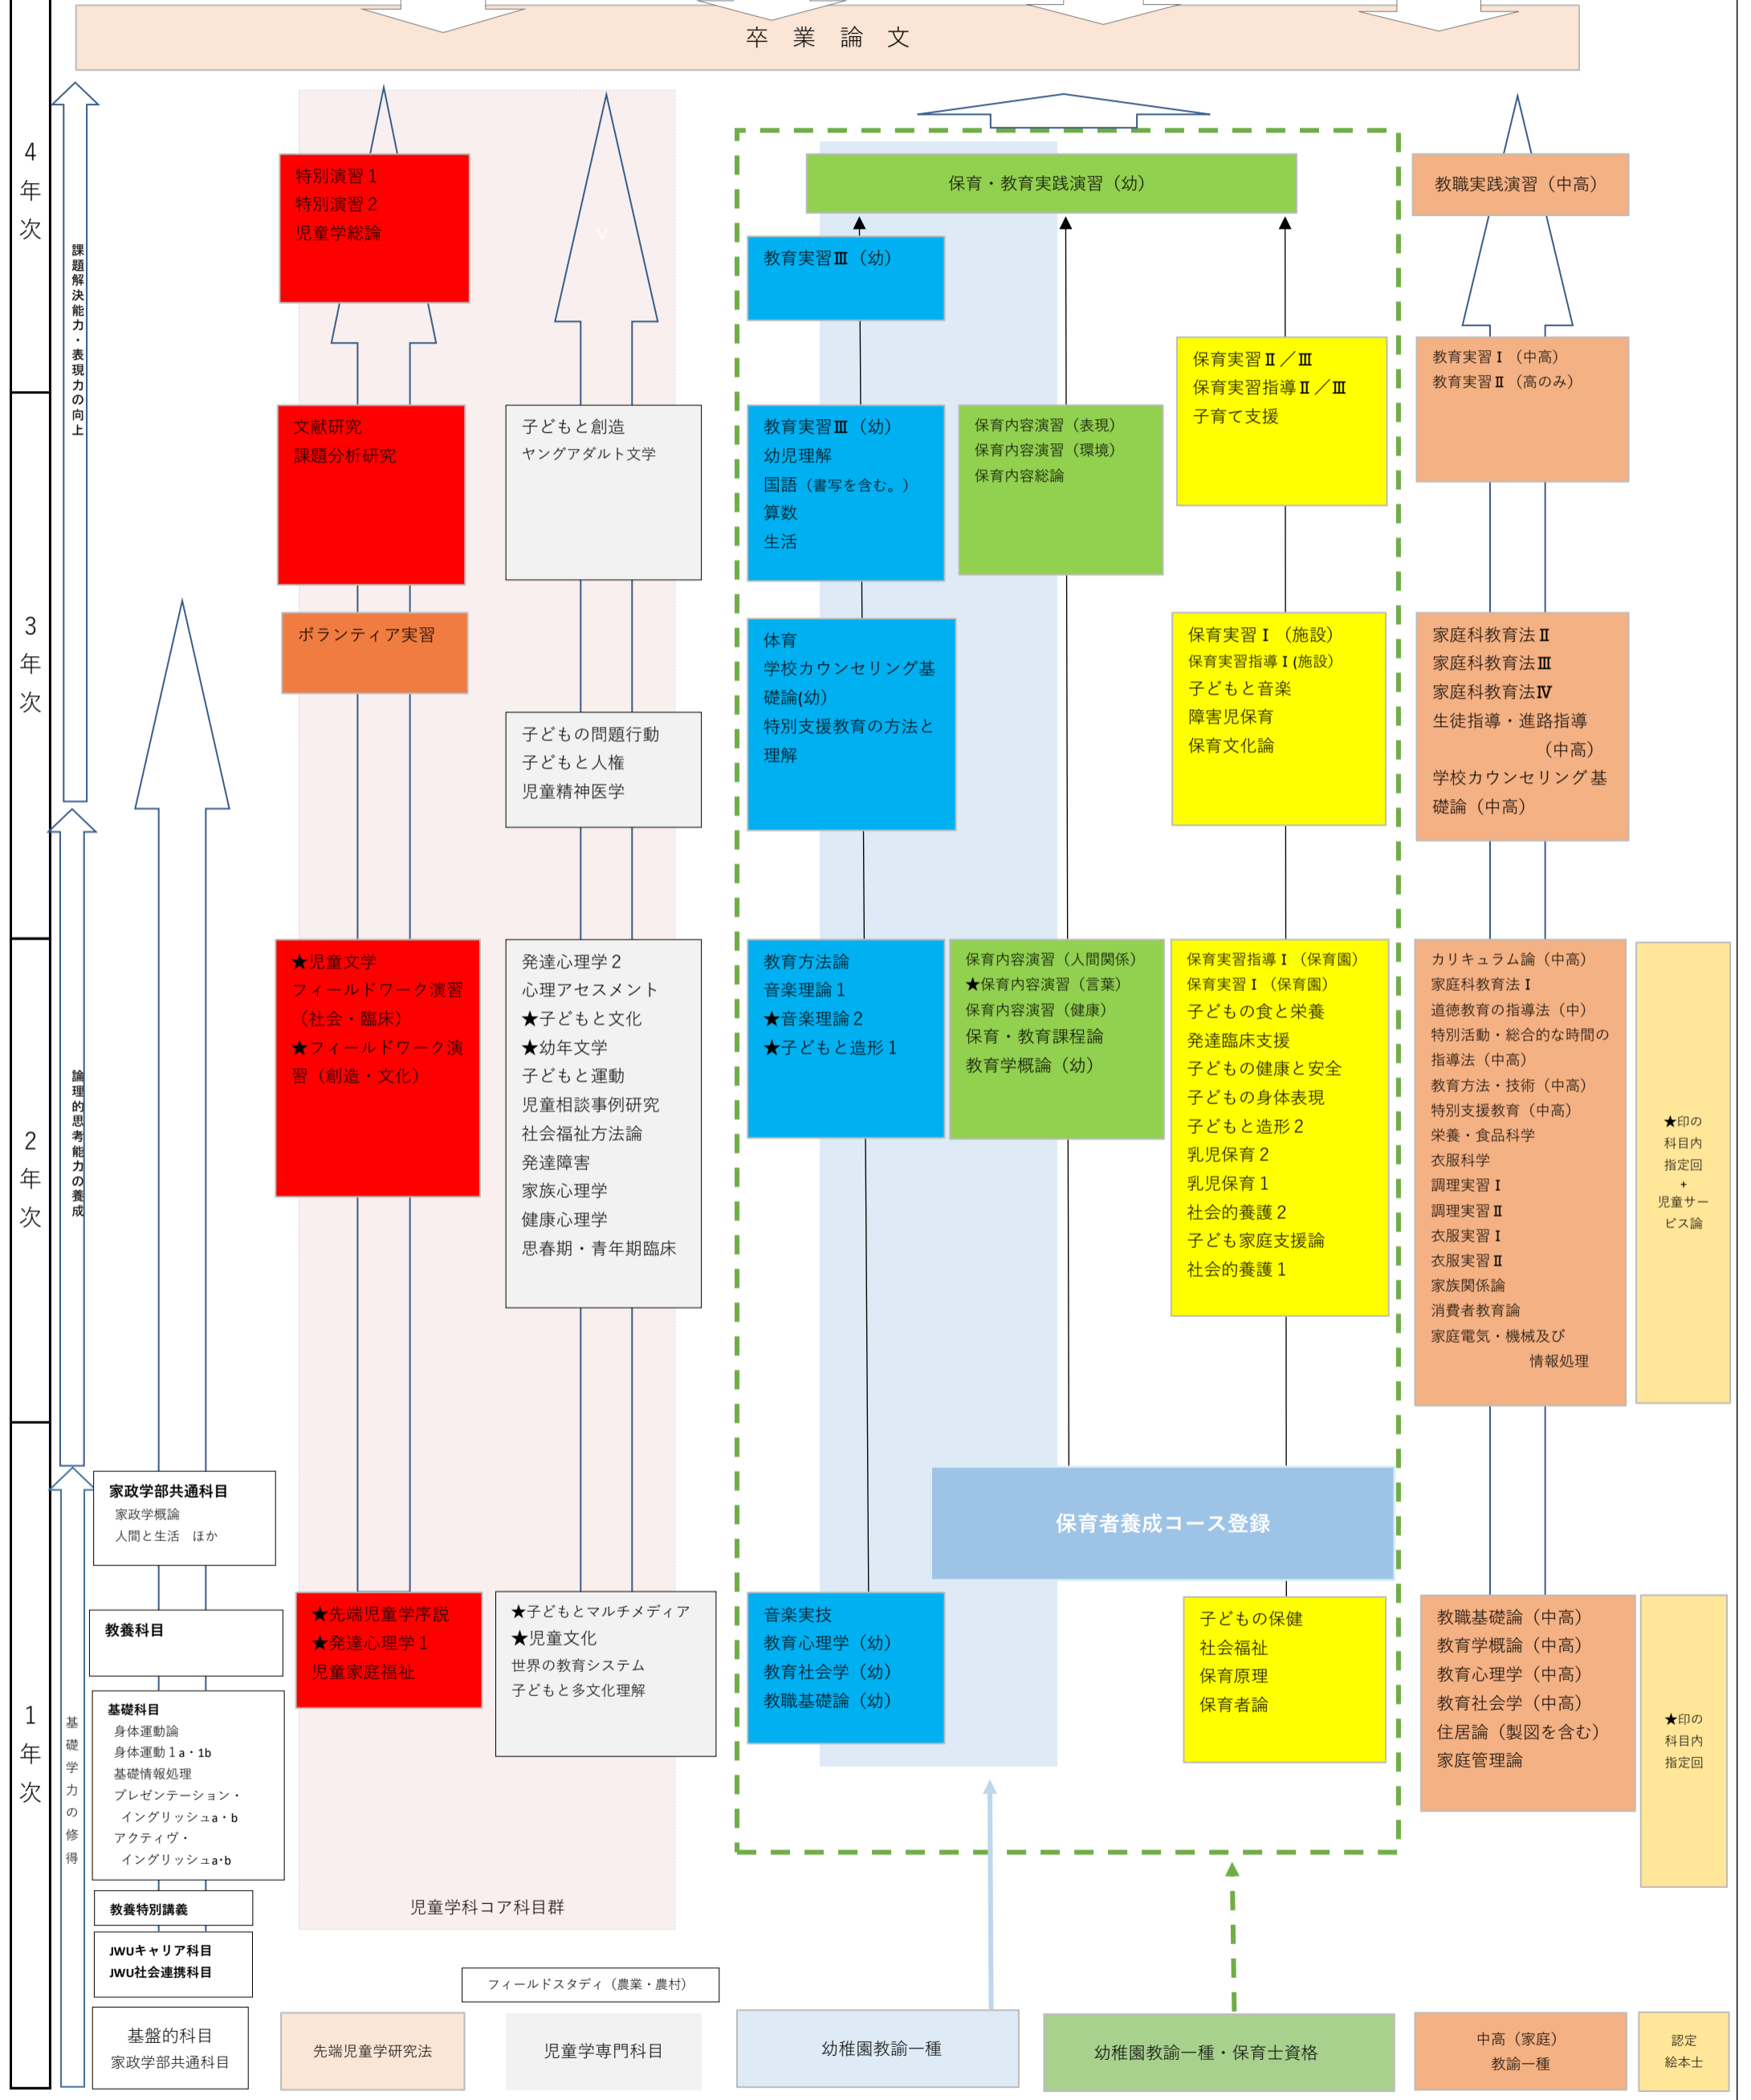 卒 業 論 文
4
年
次
課題解決能力・表現力の向上
特別演習１
特別演習２
児童学総論
v
保育・教育実践演習（幼）
教職実践演習（中高）
教育実習Ⅲ（幼）
保育実習Ⅱ／Ⅲ
保育実習指導Ⅱ／Ⅲ
子育て支援
教育実習Ⅰ（中高）
教育実習Ⅱ（高のみ）
3
年
次
文献研究
課題分析研究
子どもと創造
ヤングアダルト文学
教育実習Ⅲ（幼）
幼児理解
国語（書写を含む。）
算数
生活
保育内容演習（表現）
保育内容演習（環境）
保育内容総論
ボランティア実習
子どもの問題行動
子どもと人権
児童精神医学
体育
学校カウンセリング基
礎論(幼）
特別支援教育の方法と
理解
保育実習Ⅰ（施設）
保育実習指導Ⅰ(施設）
子どもと音楽
障害児保育
保育文化論
家庭科教育法Ⅱ
家庭科教育法Ⅲ
家庭科教育法Ⅳ
生徒指導・進路指導
（中高）
学校カウンセリング基
礎論（中高）
2
年
次
論理的思考能力の養成
★児童文学
フィールドワーク演習
（社会・臨床）
★フィールドワーク演
習（創造・文化）
発達心理学２
心理アセスメント
★子どもと文化
★幼年文学
子どもと運動
児童相談事例研究
社会福祉方法論
発達障害
家族心理学
健康心理学
思春期・青年期臨床
教育方法論
音楽理論１
★音楽理論２
★子どもと造形１
保育内容演習（人間関係）
★保育内容演習（言葉）
保育内容演習（健康）
保育・教育課程論
教育学概論（幼）
保育実習指導Ⅰ（保育園）
保育実習Ⅰ（保育園）
子どもの食と栄養
発達臨床支援
子どもの健康と安全
子どもの身体表現
子どもと造形２
乳児保育２
乳児保育１
社会的養護２
子ども家庭支援論
社会的養護１
カリキュラム論（中高）
家庭科教育法Ⅰ
道徳教育の指導法（中）
特別活動・総合的な時間の
指導法（中高）
教育方法・技術（中高）
特別支援教育（中高）
栄養・食品科学
衣服科学
調理実習Ⅰ
調理実習Ⅱ
衣服実習Ⅰ
衣服実習Ⅱ
家族関係論
消費者教育論
家庭電気・機械及び
情報処理
★印の
科目内
指定回
+
児童サー
ビス論
1
年
次
基礎学力の修得
家政学部共通科目
家政学概論
人間と生活　ほか
保育者養成コース登録
教養科目
★先端児童学序説
★発達心理学１
児童家庭福祉
★子どもとマルチメディア
★児童文化
世界の教育システム
子どもと多文化理解
音楽実技
教育心理学（幼）
教育社会学（幼）
教職基礎論（幼）
子どもの保健
社会福祉
保育原理
保育者論
教職基礎論（中高）
教育学概論（中高）
教育心理学（中高）
教育社会学（中高）
住居論（製図を含む）
家庭管理論
★印の
科目内
指定回
基礎科目
身体運動論
身体運動１a・1b
基礎情報処理
プレゼンテーション・
イングリッシュa・b
アクティヴ・
イングリッシュa･b
教養特別講義
JWUキャリア科目
JWU社会連携科目
児童学科コア科目群
フィールドスタディ（農業・農村）
基盤的科目
家政学部共通科目
先端児童学研究法
児童学専門科目
幼稚園教諭一種
幼稚園教諭一種・保育士資格
中高（家庭）
教諭一種
認定
絵本士